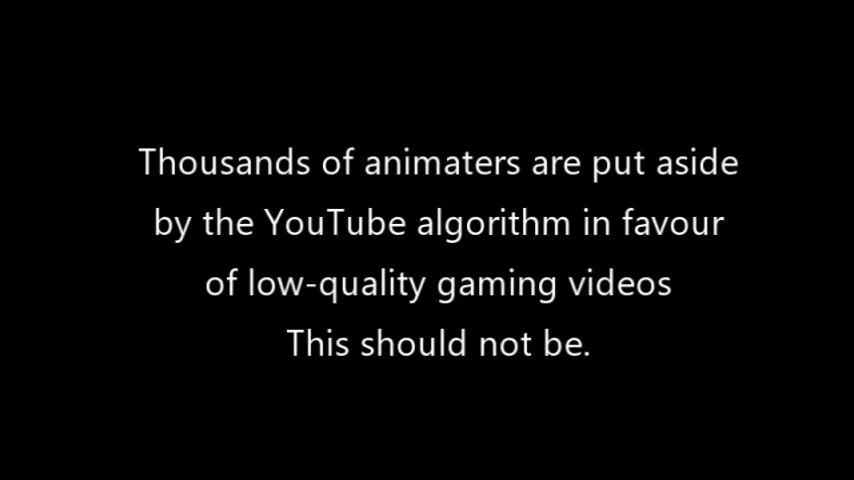 Thousands of animaters are put aside
by the YouTube algorithm in favour
of low-quality gaming videos
This should not be.